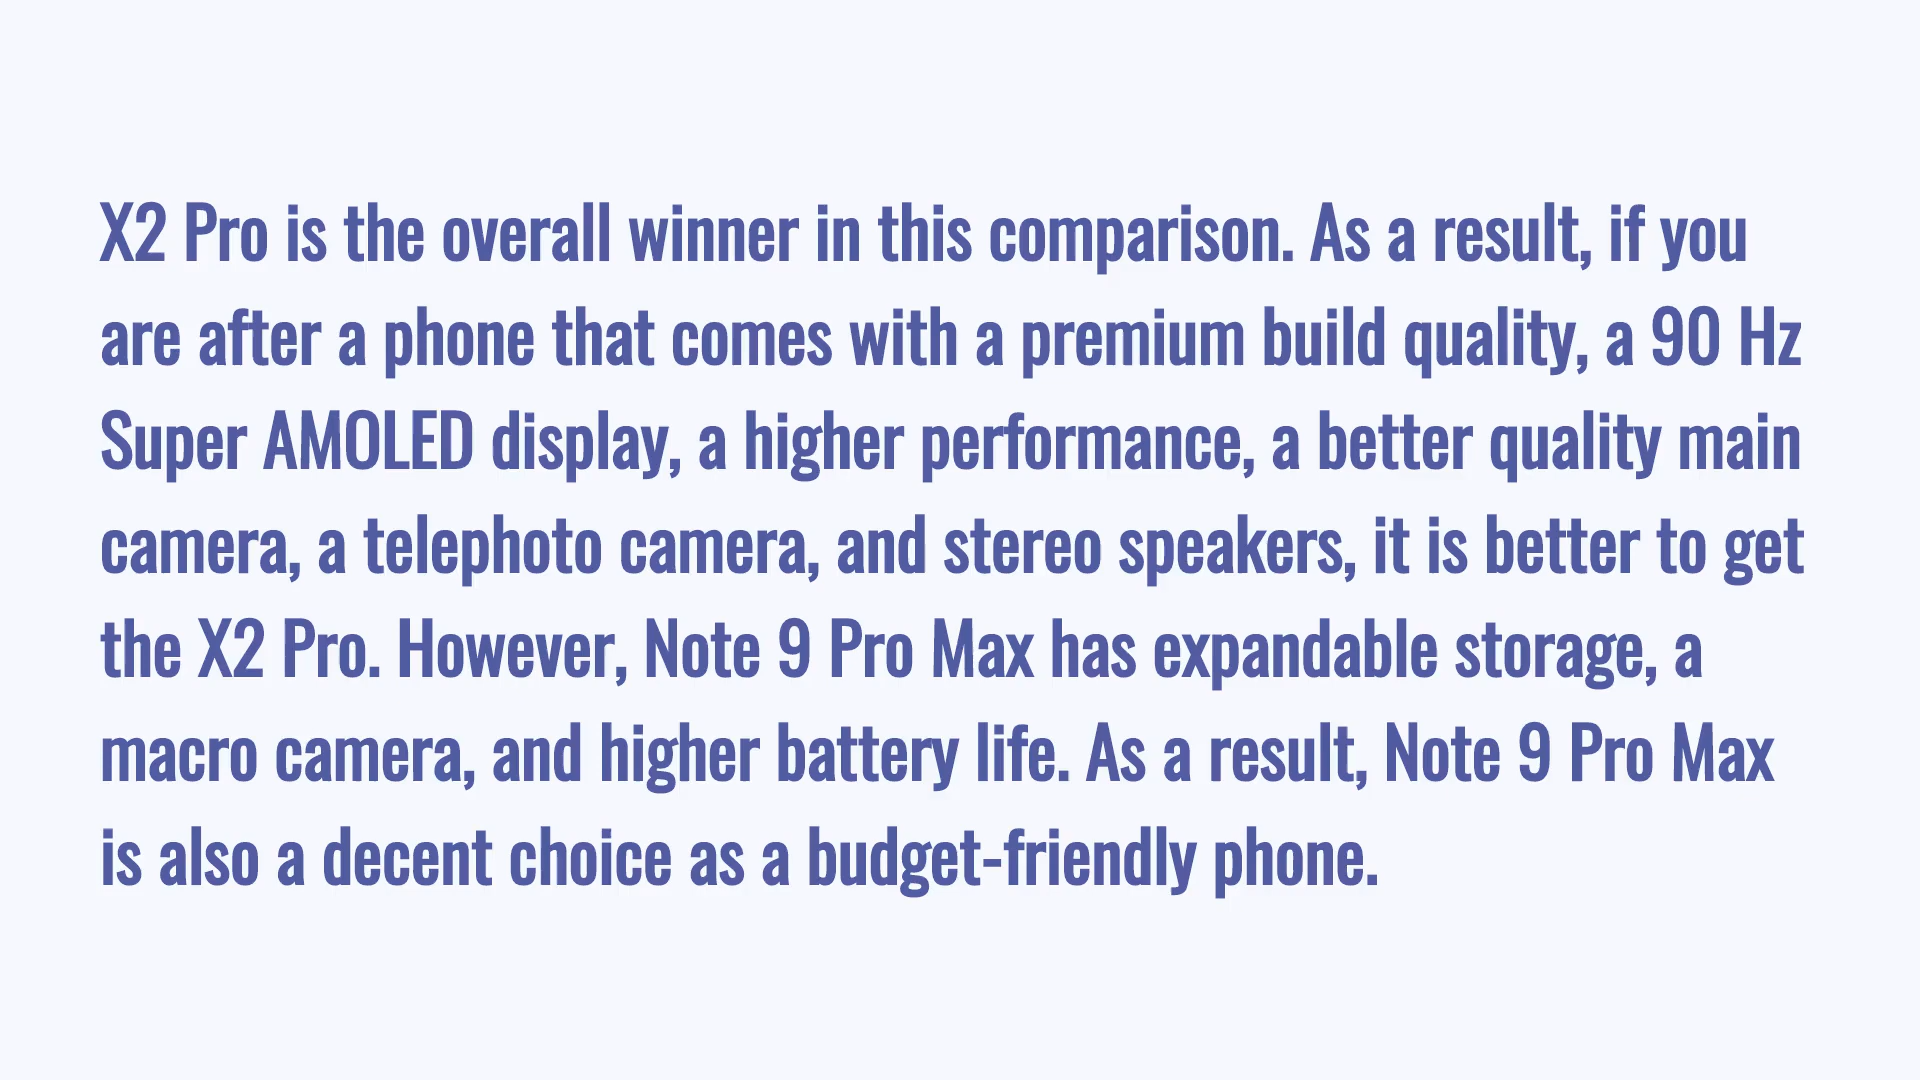 X2 Pro is the overall winner in this comparison. As a result, if you
are after a phone that comes with a premium build quality, a 90 Hz
Super AMOLED display, a higher performance, a better quality main
camera, a telephoto camera, and stereo speakers, it is better to get
the X2 Pro. However, Note 9 Pro Max has expandable storage, a
macro camera, and higher battery life. As a result, Note 9 Pro Max
is also a decent choice as a budget-friendly phone.